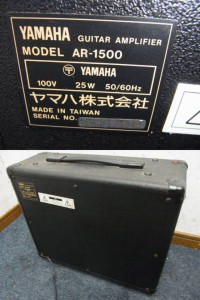 YAMAHA GUITAR AMPLIFIER
MODEL AR-1500
YAMAHA
100V 25W 50/60Hz
ヤマハ株式会社
MADE IN TAIWAN
SERIAL NO.